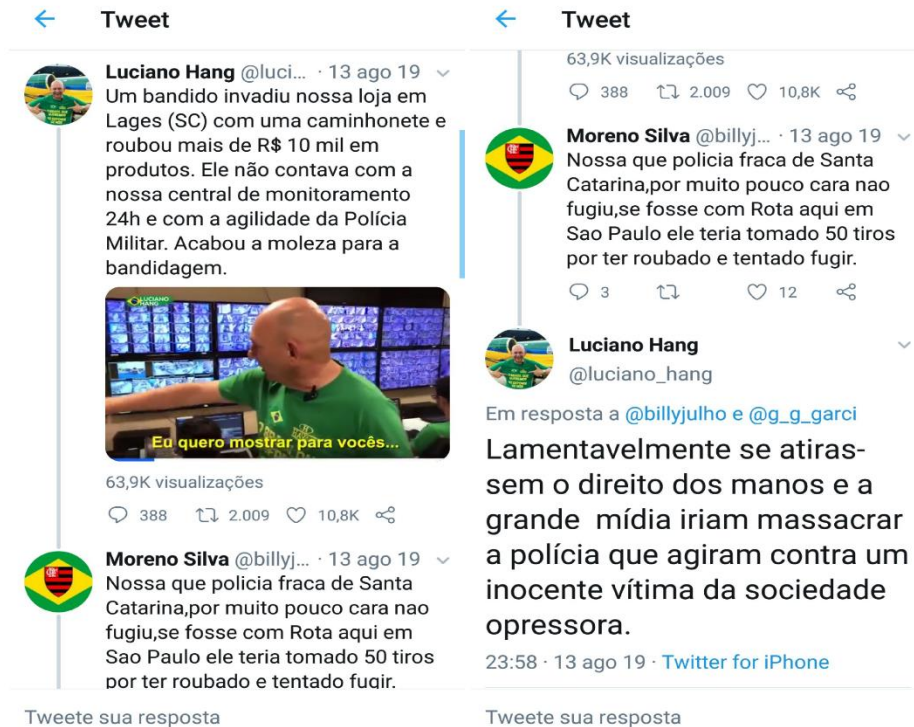 Tweet
Luciano Hang @luci... · 13 ago 19
Um bandido invadiu nossa loja em
Lages (SC) com uma caminhonete e
roubou mais de R$ 10 mil em
produtos. Ele não contava com a
nossa central de monitoramento
24h e com a agilidade da Polícia
Militar. Acabou a moleza para a
bandidagem.
LUCIANO
HANG
Eu quero mostrar para vocês...
63,9K visualizações
388 2.009 10,8K
Moreno Silva @billyj... · 13 ago 19
Nossa que policia fraca de Santa
Catarina,por muito pouco cara nao
fugiu,se fosse com Rota aqui em
Sao Paulo ele teria tomado 50 tiros
por ter roubado e tentado fugir.
Tweete sua resposta
Tweet
63,9K visualizações
388 2.009 10,8K
Moreno Silva @billyj... · 13 ago 19
Nossa que policia fraca de Santa
Catarina,por muito pouco cara nao
fugiu,se fosse com Rota aqui em
Sao Paulo ele teria tomado 50 tiros
por ter roubado e tentado fugir.
3 12
Luciano Hang
@luciano_hang
Em resposta a @billyjulho e @g_g_garci
Lamentavelmente se atiras-
sem o direito dos manos e a
grande mídia iriam massacrar
a polícia que agiram contra um
inocente vítima da sociedade
opressora.
23:58 · 13 ago 19 · Twitter for iPhone
Tweete sua resposta